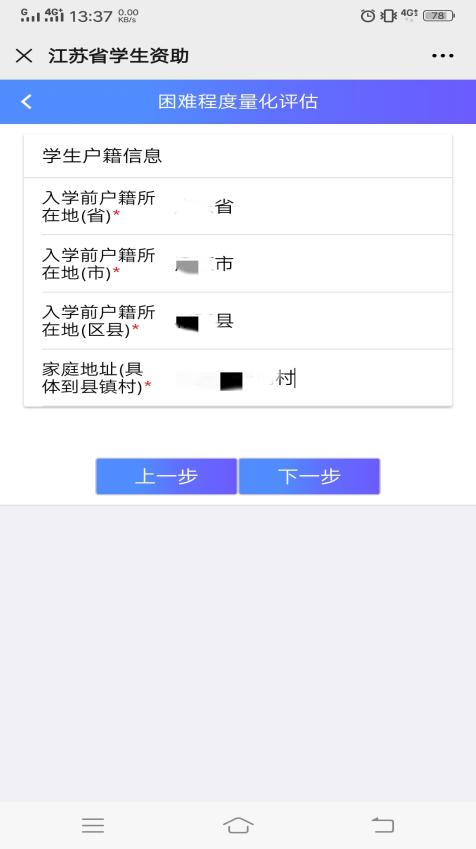 G 4G+ 13:37 0.00 KB/s 4G+ 78
江苏省学生资助
困难程度量化评估
学生户籍信息
入学前户籍所
在地(省)*
省
入学前户籍所
在地(市)*
市
入学前户籍所
在地(区县)*
县
家庭地址(具
体到县镇村)*
村
上一步 下一步